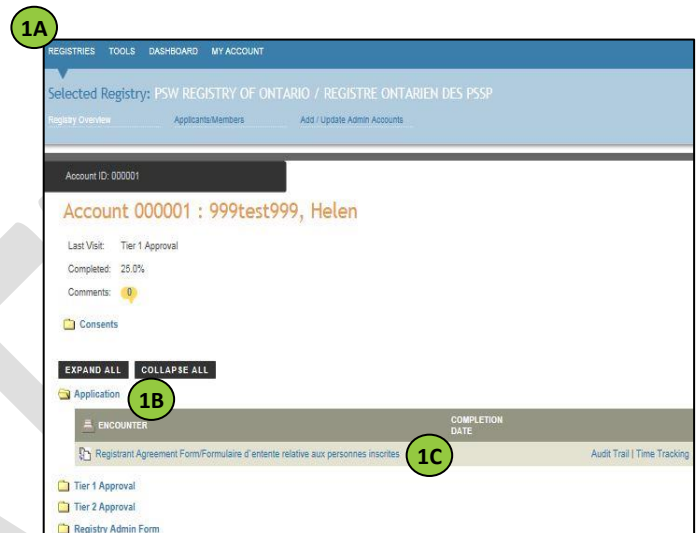 1A
REGISTRIES TOOLS DASHBOARD MY ACCOUNT
Selected Registry: PSW REGISTRY OF ONTARIO / REGISTRE ONTARIEN DES PSSP
Registry Overview Applicants/Members Add / Update Admin Accounts
Account ID: 000001
Account 000001 : 999test999, Helen
Last Visit: Tier 1 Approval
Completed: 25.0%
Comments: 0
Consents
EXPAND ALL COLLAPSE ALL
Application 1B
ENCOUNTER COMPLETION DATE
Registrant Agreement Form/Formulaire d'entente relative aux personnes inscrites 1C Audit Trail | Time Tracking
Tier 1 Approval
Tier 2 Approval
Registry Admin Form